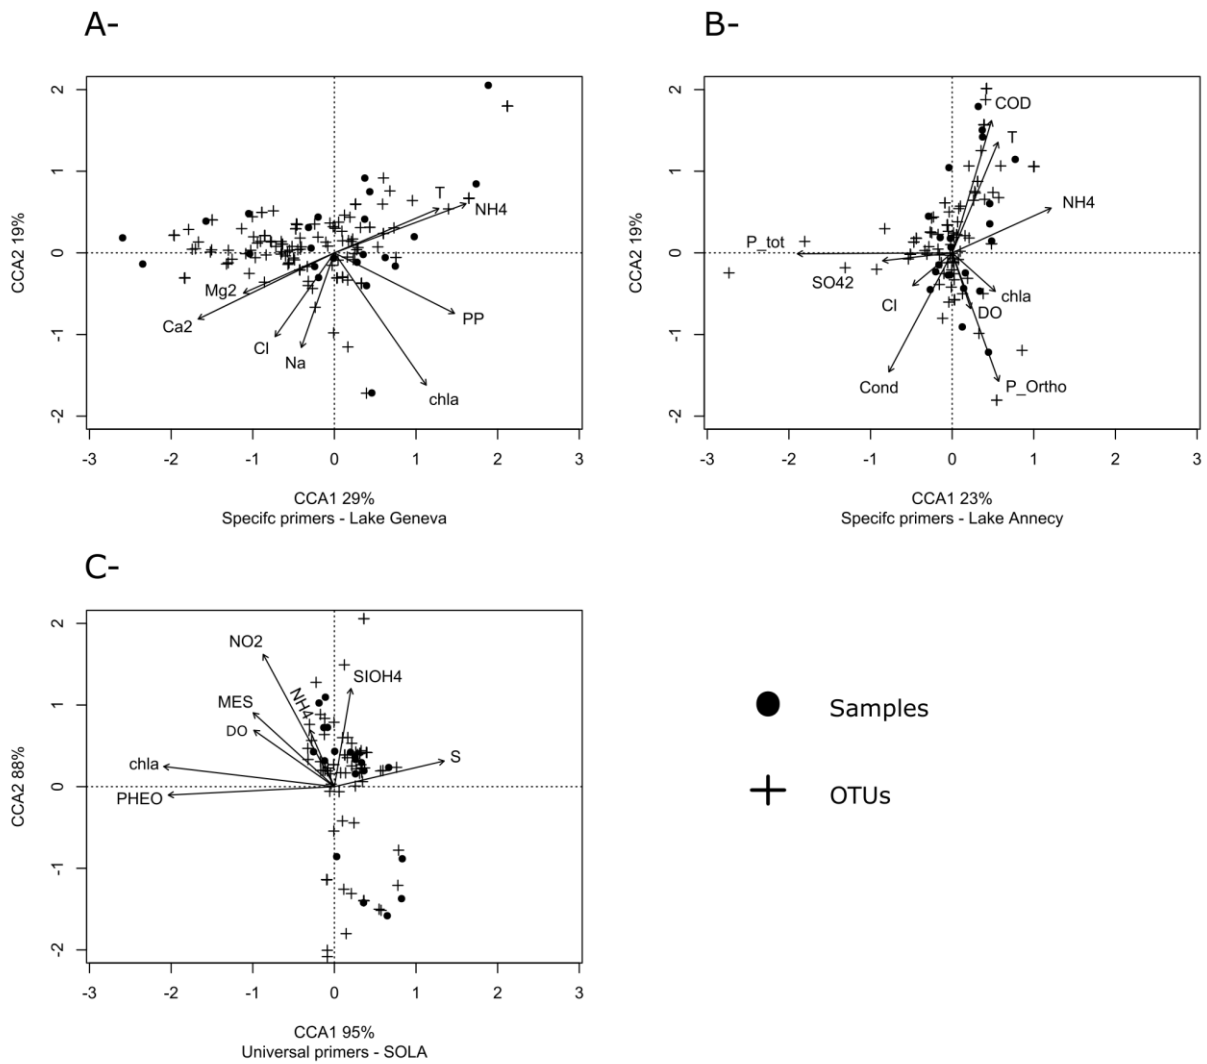 A-
2
1
0
-1
-2
CCA2 19%
T
NH4
Mg2
Ca2
Cl
Na
PP
chla
-3 -2 -1 0 1 2 3
CCA1 29%
Specifc primers - Lake Geneva
B-
2
1
0
-1
-2
CCA2 19%
COD
T
NH4
P_tot
SO42
Cl
chla
DO
Cond
P_Ortho
-3 -2 -1 0 1 2 3
CCA1 23%
Specifc primers - Lake Annecy
C-
2
1
0
-1
-2
CCA2 88%
NO2
SIOH4
NH4
MES
DO
S
chla
PHEO
-3 -2 -1 0 1 2 3
CCA1 95%
Universal primers - SOLA
Samples
OTUs